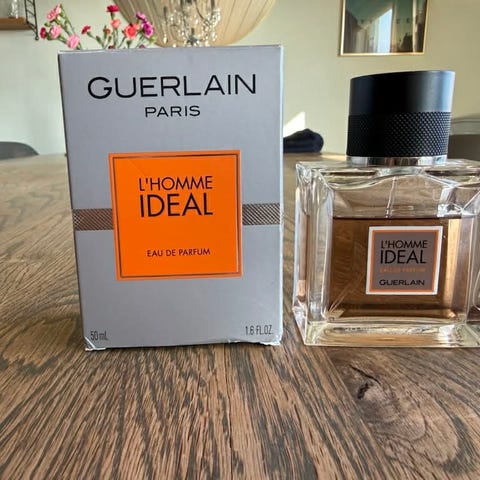 GUERLAIN
PARIS
L'HOMME
IDEAL
EAU DE PARFUM
50 mL
1.6 FL.OZ.
L'HOMME
IDEAL
EAU DE PARFUM
GUERLAIN